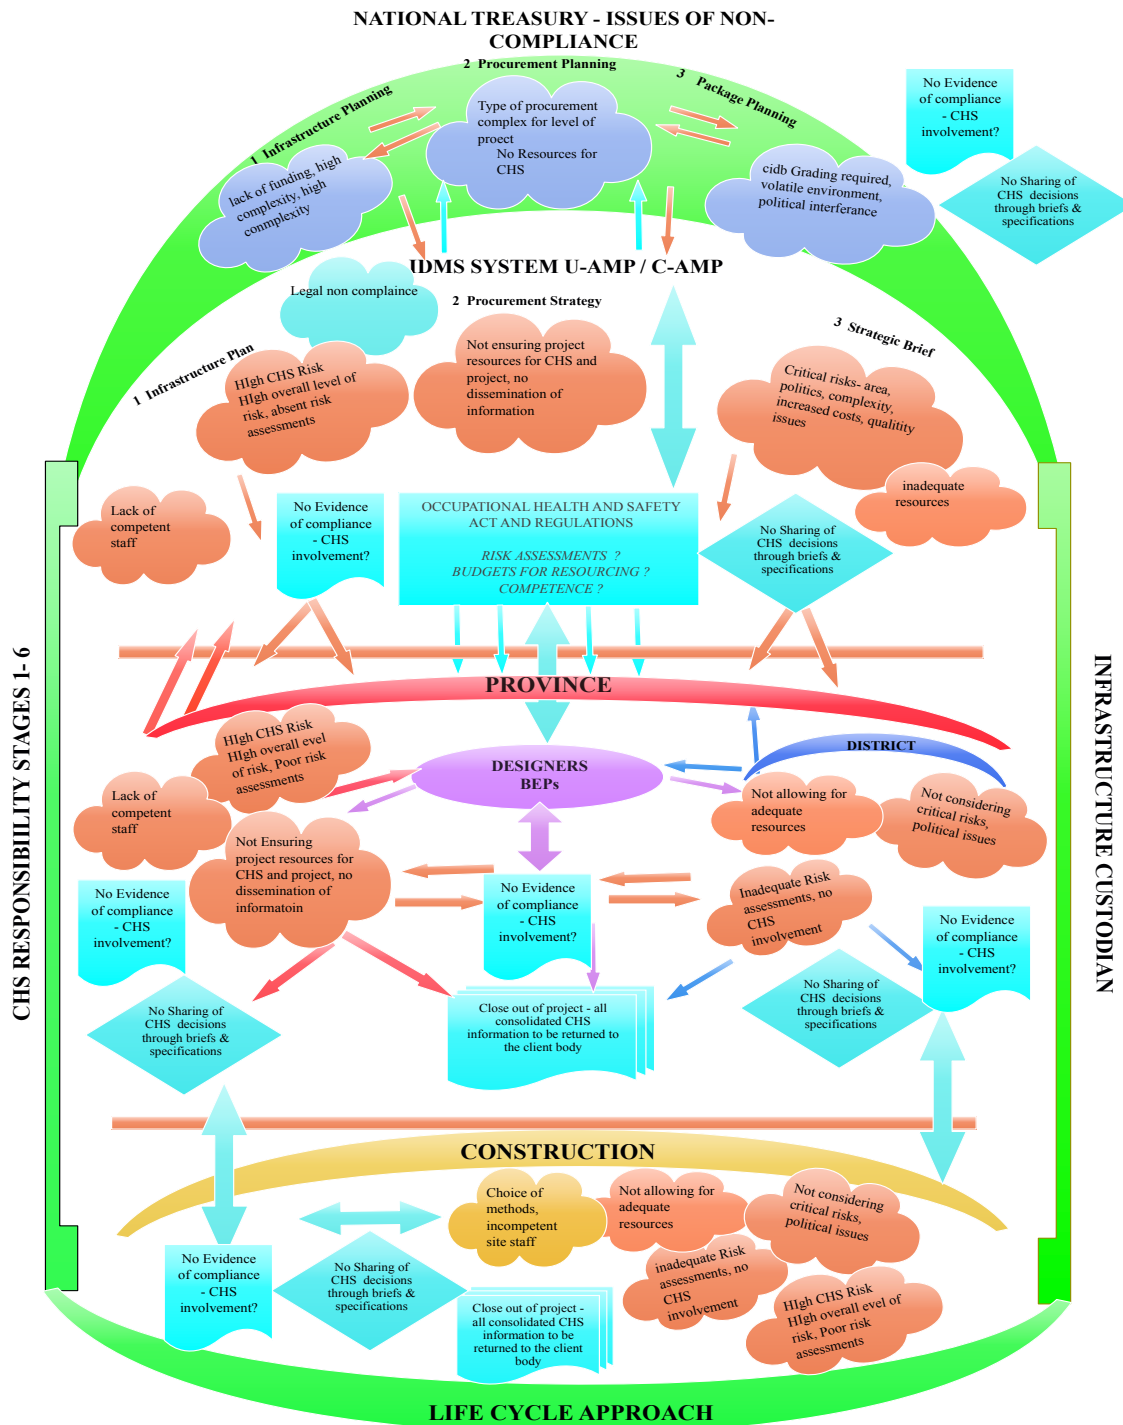 NATIONAL TREASURY - ISSUES OF NON-
COMPLIANCE
2 Procurement Planning
3 Package Planning
1 Infrastructure Planning
Type of procurement
complex for level of
proect
No Resources for
CHS
lack of funding, high
complexity, high
conmplexity
cidb Grading required,
volatile environment,
political interferance
No Evidence
of compliance
- CHS
involvement?
No Sharing of
CHS decisions
through briefs &
specifications
IDMS SYSTEM U-AMP / C-AMP
Legal non complaince
2 Procurement Strategy
3 Strategic Brief
1 Infrastructure Plan
HIgh CHS Risk
HIgh overall level of
risk, absent risk
assessments
Not ensuring project
resources for CHS and
project, no
dissemination of
information
Critical risks- area,
politics, complexity,
increased costs, qualitity
issues
inadequate
resources
Lack of
competent
staff
No Evidence
of compliance
- CHS
involvement?
OCCUPATIONAL HEALTH AND SAFETY
ACT AND REGULATIONS
RISK ASSESSMENTS ?
BUDGETS FOR RESOURCING ?
COMPETENCE ?
No Sharing of
CHS decisions
through briefs &
specifications
CHS RESPONSIBILITY STAGES 1- 6
INFRASTRUCTURE CUSTODIAN
PROVINCE
HIgh CHS Risk
HIgh overall evel
of risk, Poor risk
assessments
DESIGNERS
BEPs
DISTRICT
Lack of
competent
staff
Not allowing for
adequate
resources
Not considering
critical risks,
political issues
Not Ensuring
project resources for
CHS and project, no
dissemination of
informatoin
No Evidence
of compliance
- CHS
involvement?
No Evidence
of compliance
- CHS
involvement?
Inadequate Risk
assessments, no
CHS
involvement
No Evidence
of compliance
- CHS
involvement?
No Sharing of
CHS decisions
through briefs &
specifications
Close out of project - all
consolidated CHS
information to be returned to
the client body
No Sharing of
CHS decisions
through briefs &
specifications
CONSTRUCTION
Choice of
methods,
incompetent
site staff
Not allowing for
adequate
resources
Not considering
critical risks,
political issues
No Evidence
of compliance
- CHS
involvement?
No Sharing of
CHS decisions
through briefs &
specifications
inadequate Risk
assessments, no
CHS
involvement
Close out of project -
all consolidated CHS
information to be
returned to the client
body
HIgh CHS Risk
HIgh overall evel of
risk, Poor risk
assessments
LIFE CYCLE APPROACH